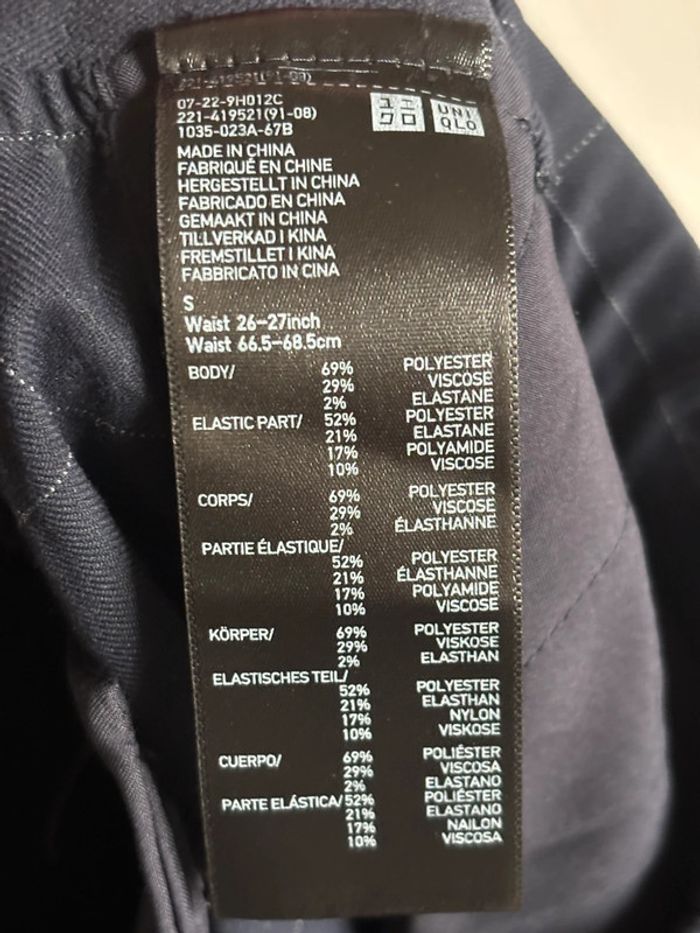 07-22-9H012C
221-419521(91-08)
1035-023A-67B
ユニ
クロ
UNI
QLO
MADE IN CHINA
FABRIQUÉ EN CHINE
HERGESTELLT IN CHINA
FABRICADO EN CHINA
GEMAAKT IN CHINA
TILLVERKAD I KINA
FREMSTILLET I KINA
FABBRICATO IN CINA
S
Waist 26-27inch
Waist 66.5-68.5cm
BODY/ 69% POLYESTER
29% VISCOSE
2% ELASTANE
ELASTIC PART/ 52% POLYESTER
21% ELASTANE
17% POLYAMIDE
10% VISCOSE
CORPS/ 69% POLYESTER
29% VISCOSE
2% ÉLASTHANNE
PARTIE ÉLASTIQUE/
52% POLYESTER
21% ÉLASTHANNE
17% POLYAMIDE
10% VISCOSE
KÖRPER/ 69% POLYESTER
29% VISKOSE
2% ELASTHAN
ELASTISCHES TEIL/
52% POLYESTER
21% ELASTHAN
17% NYLON
10% VISKOSE
CUERPO/ 69% POLIÉSTER
29% VISCOSA
2% ELASTANO
PARTE ELÁSTICA/ 52% POLIÉSTER
21% ELASTANO
17% NAILON
10% VISCOSA